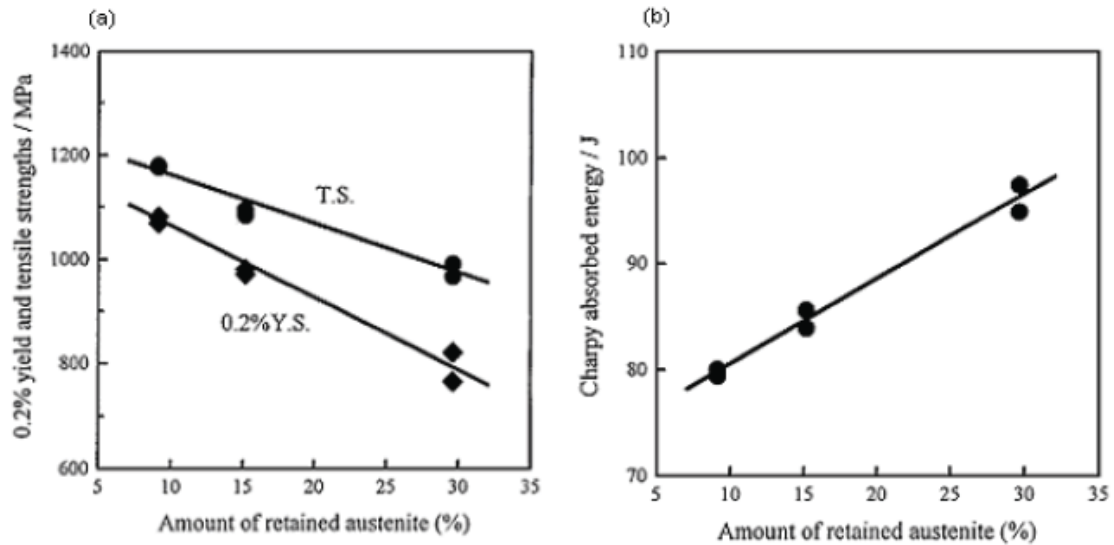 (a)
0.2% yield and tensile strengths / MPa
1400
1200
1000
800
600
T.S.
0.2%Y.S.
5 10 15 20 25 30 35
Amount of retained austenite (%)
(b)
Charpy absorbed energy / J
110
100
90
80
70
5 10 15 20 25 30 35
Amount of retained austenite (%)